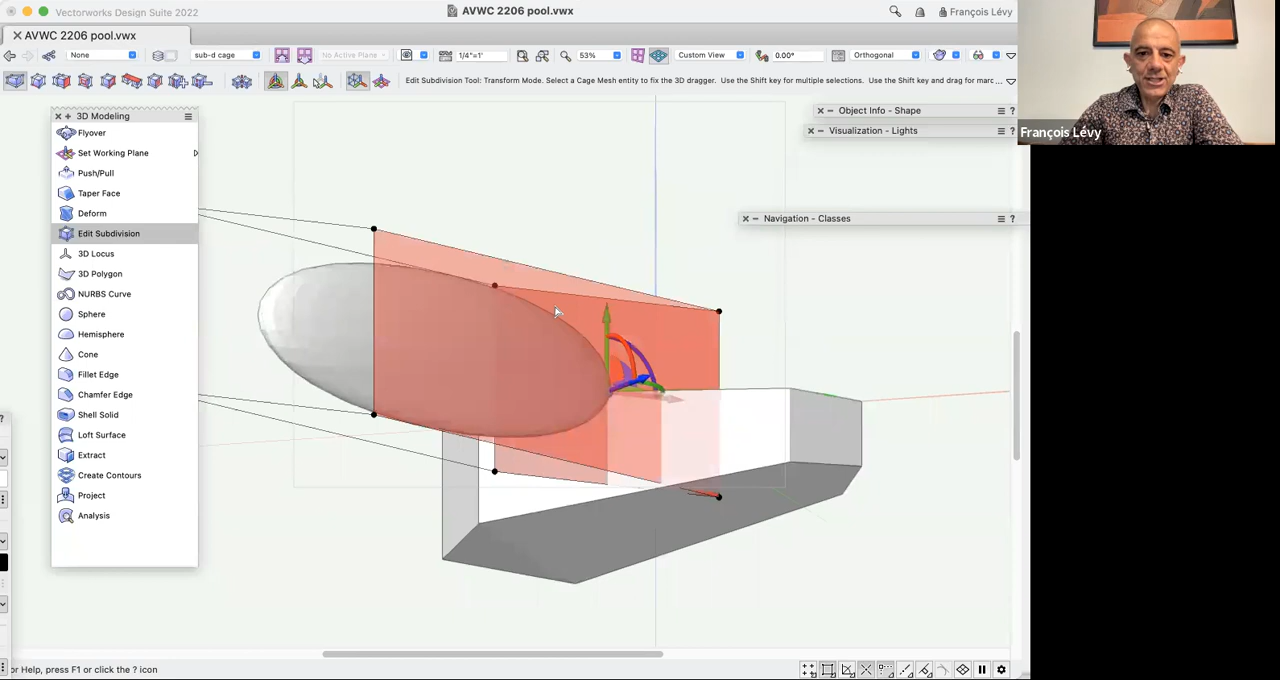 Vectorworks Design Suite 2022
AVWC 2206 pool.vwx
François Lévy
AVWC 2206 pool.vwx
None
sub-d cage
No Active Plane
1/4"=1'
53%
Custom View
0.00°
Orthogonal
Edit Subdivision Tool: Transform Mode. Select a Cage Mesh entity to fix the 3D dragger. Use the Shift key for multiple selections. Use the Shift key and drag for marc ...
3D Modeling
Flyover
Set Working Plane
Push/Pull
Taper Face
Deform
Edit Subdivision
3D Locus
3D Polygon
NURBS Curve
Sphere
Hemisphere
Cone
Fillet Edge
Chamfer Edge
Shell Solid
Loft Surface
Extract
Create Contours
Project
Analysis
Object Info - Shape
Visualization - Lights
Navigation - Classes
François Lévy
or Help, press F1 or click the ? icon